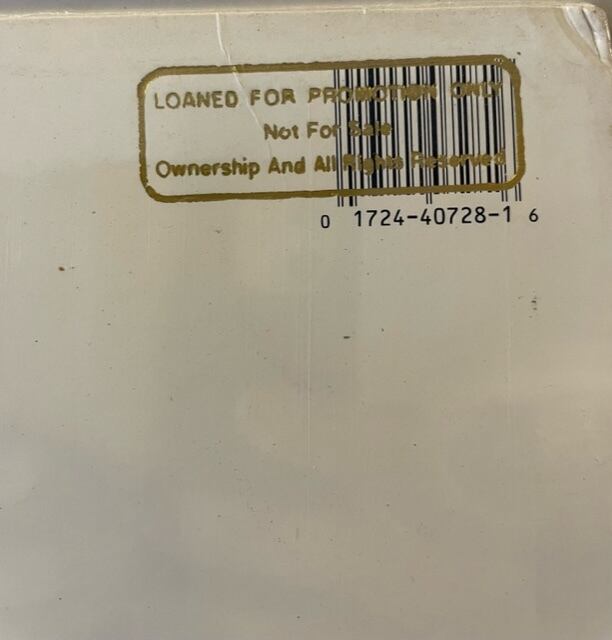 LOANED FOR PROMOTION ONLY
Not For Sale
Ownership And All Rights Reserved
0 1724-40728-1 6